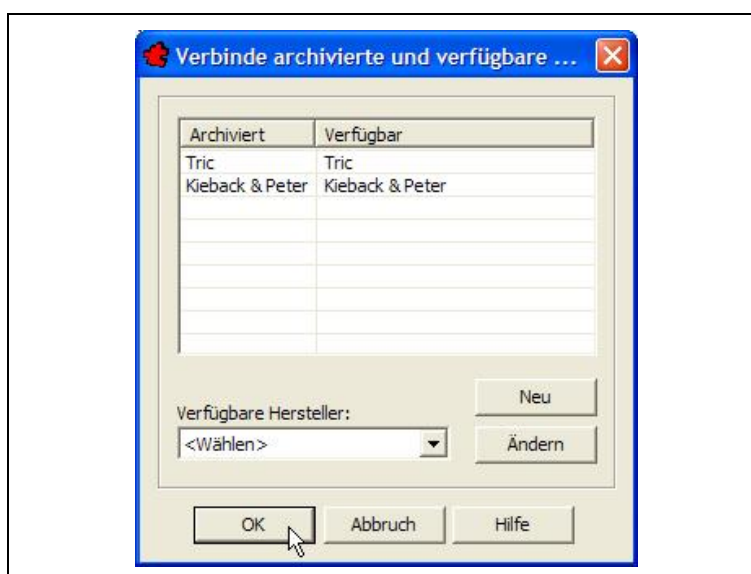 Verbinde archivierte und verfügbare ...
Archiviert Verfügbar
Tric Tric
Kieback & Peter Kieback & Peter
Neu
Verfügbare Hersteller:
<Wählen> Ändern
OK Abbruch Hilfe